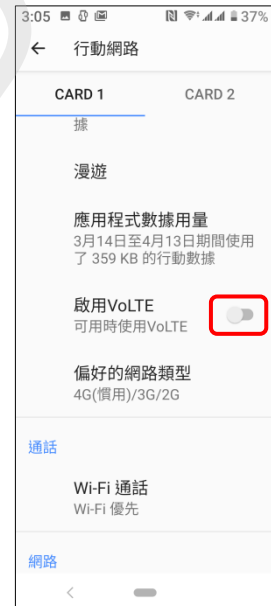 3:05 37%
行動網路
CARD 1 CARD 2
據
漫遊
應用程式數據用量
3月14日至4月13日期間使用
了 359 KB 的行動數據
啟用VoLTE
可用時使用VoLTE
偏好的網路類型
4G(慣用)/3G/2G
通話
Wi-Fi 通話
Wi-Fi 優先
網路